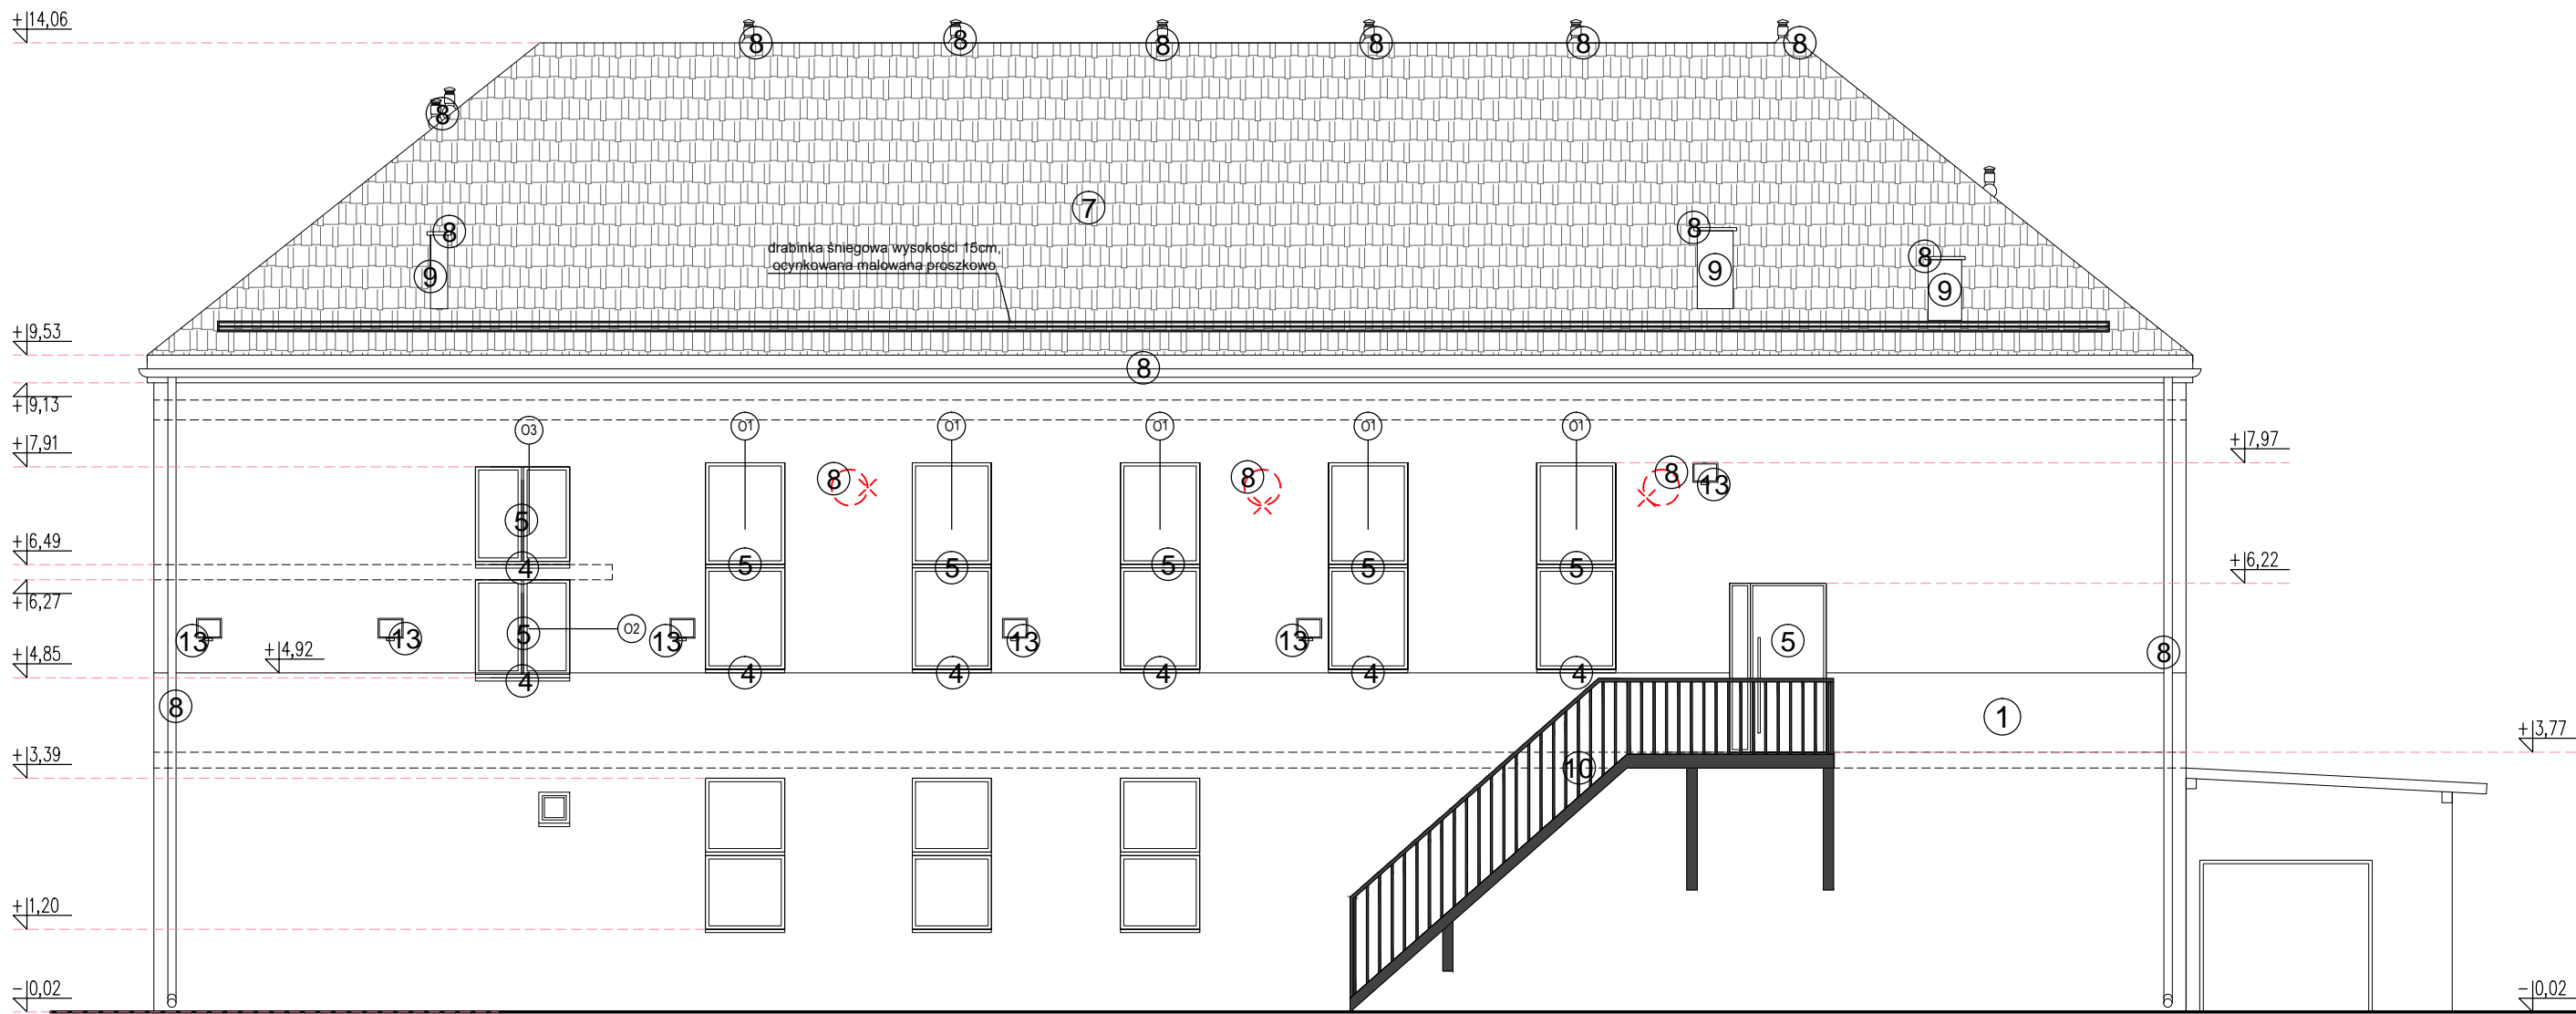 +14,06
8 8 8 8 8 8
8
7
8 8
drabinka śniegowa wysokości 15cm,
8
ocynkowana malowana proszkowo
9 9
9
+9,53
8
+9,13
O3 O1 O1 O1 O1 O1
+7,91 +7,97
8 8 8 13
5
+6,49 +6,22
4 5 5 5 5 5
+6,27
13 13 5 O2 13 13 13 5
8
+4,92
+4,85
4 4 4 4 4 4
8 1
+3,39 +3,77
10
+1,20
-0,02 -0,02